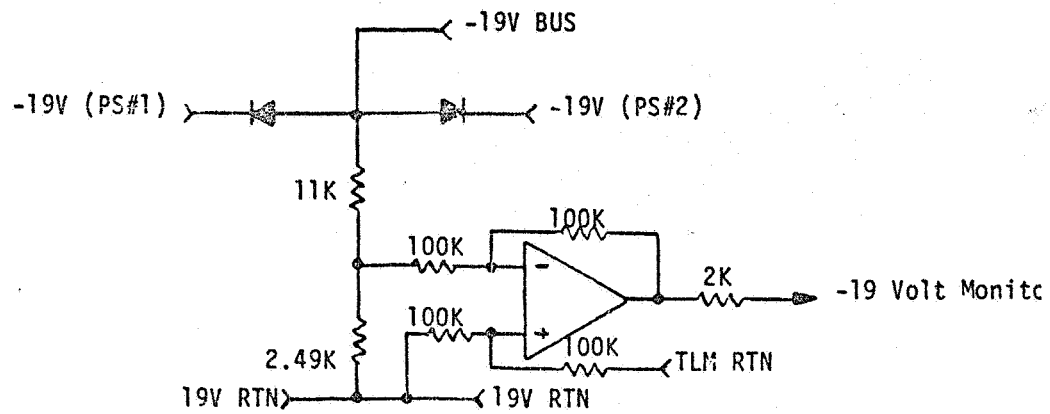 -19V BUS
-19V (PS#1)
-19V (PS#2)
11K
100K
100K
-
2K
-19 Volt Monitc
100K
+
100K
2.49K
TLM RTN
19V RTN
19V RTN